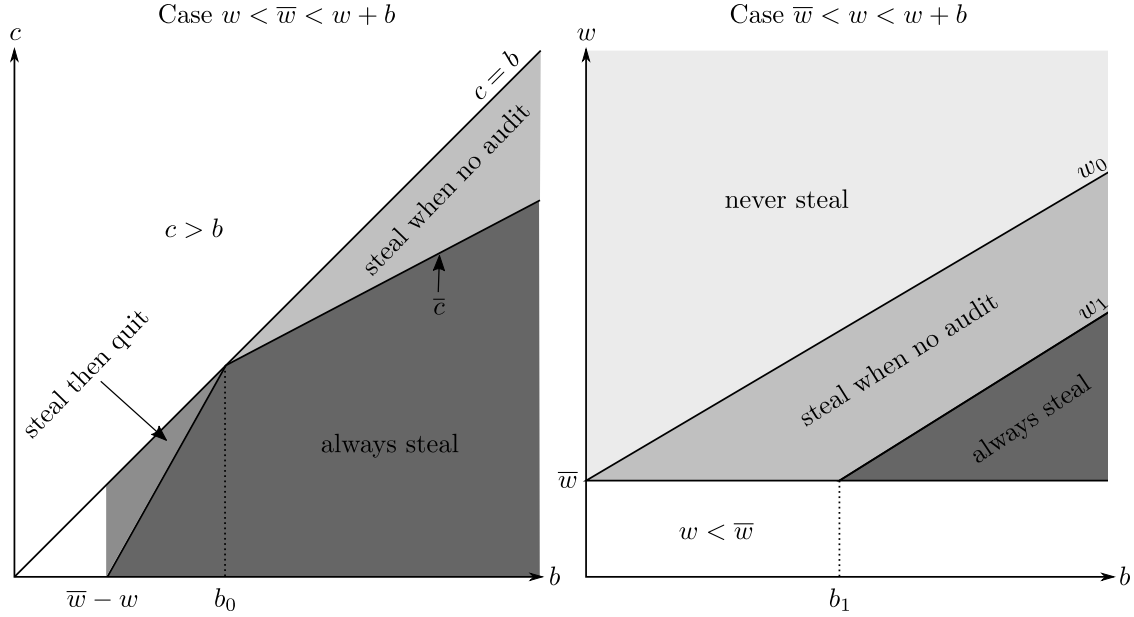 Case w < w̅ < w + b
c
c = b
steal when no audit
c > b
c̅
steal then quit
always steal
b
w̅ − w
b₀
Case w̅ < w < w + b
w
w₀
never steal
w₁
steal when no audit
always steal
w̅
w < w̅
b
b₁